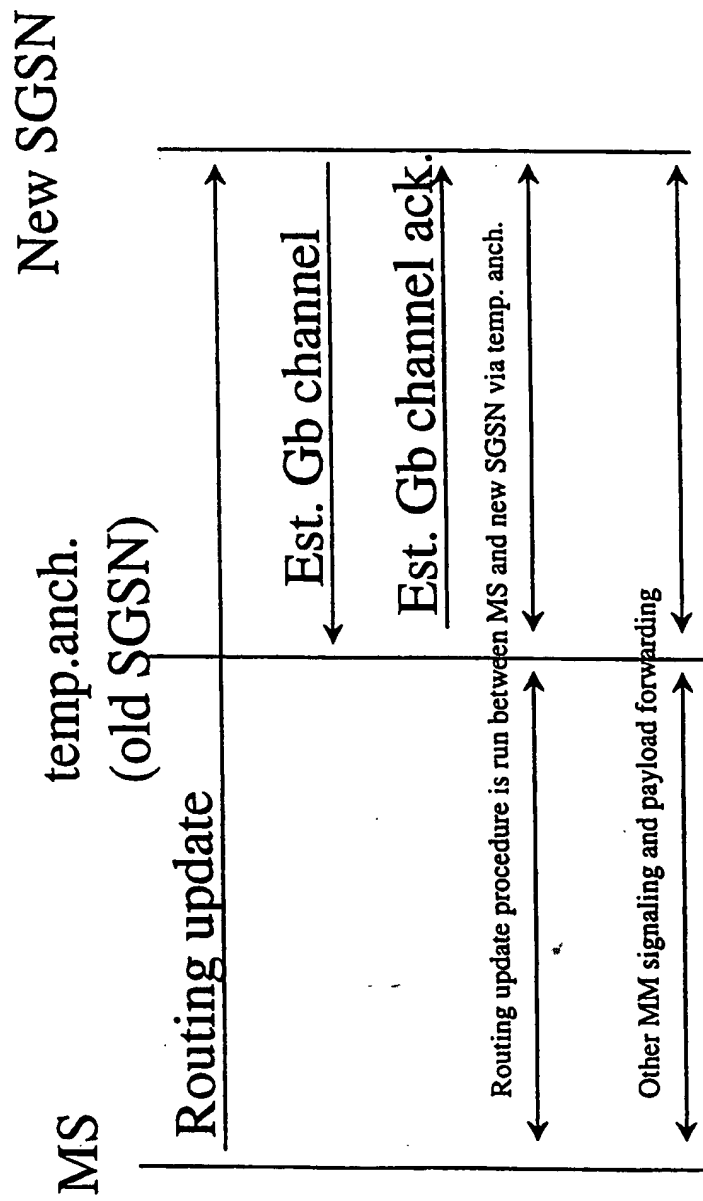 MS
temp.anch.
(old SGSN)
New SGSN
Routing update
Est. Gb channel
Est. Gb channel ack.
Routing update procedure is run between MS and new SGSN via temp. anch.
Other MM signaling and payload forwarding